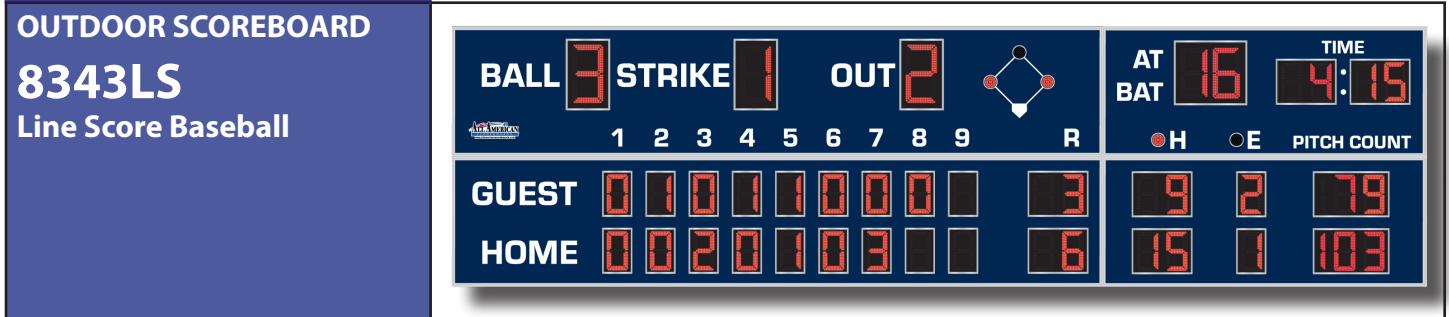 OUTDOOR SCOREBOARD
8343LS
Line Score Baseball
BALL 3 STRIKE 1 OUT 2
AT BAT 16
TIME
4:15
ALL AMERICAN
1 2 3 4 5 6 7 8 9 R H E PITCH COUNT
GUEST 0 1 0 1 1 0 0 0 3 9 2 79
HOME 0 0 2 0 1 0 3 6 15 1 103